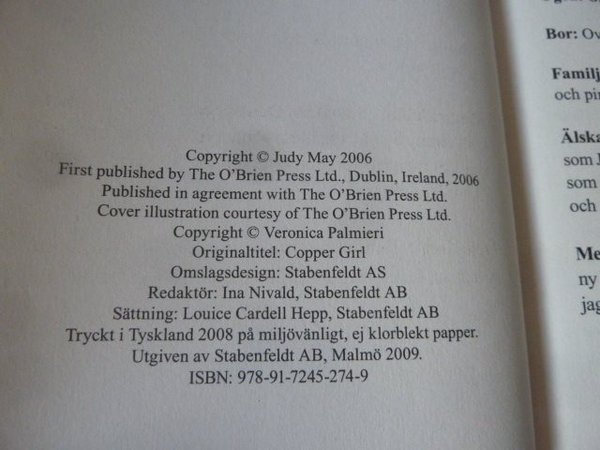 Copyright © Judy May 2006
First published by The O'Brien Press Ltd., Dublin, Ireland, 2006
Published in agreement with The O'Brien Press Ltd.
Cover illustration courtesy of The O'Brien Press Ltd.
Copyright © Veronica Palmieri
Originaltitel: Copper Girl
Omslagsdesign: Stabenfeldt AS
Redaktör: Ina Nivald, Stabenfeldt AB
Sättning: Louice Cardell Hepp, Stabenfeldt AB
Tryckt i Tyskland 2008 på miljövänligt, ej klorblekt papper.
Utgiven av Stabenfeldt AB, Malmö 2009.
ISBN: 978-91-7245-274-9
Bor: Ov
Familj
och pin
Älska
som J
som
och
Me
ny
jag